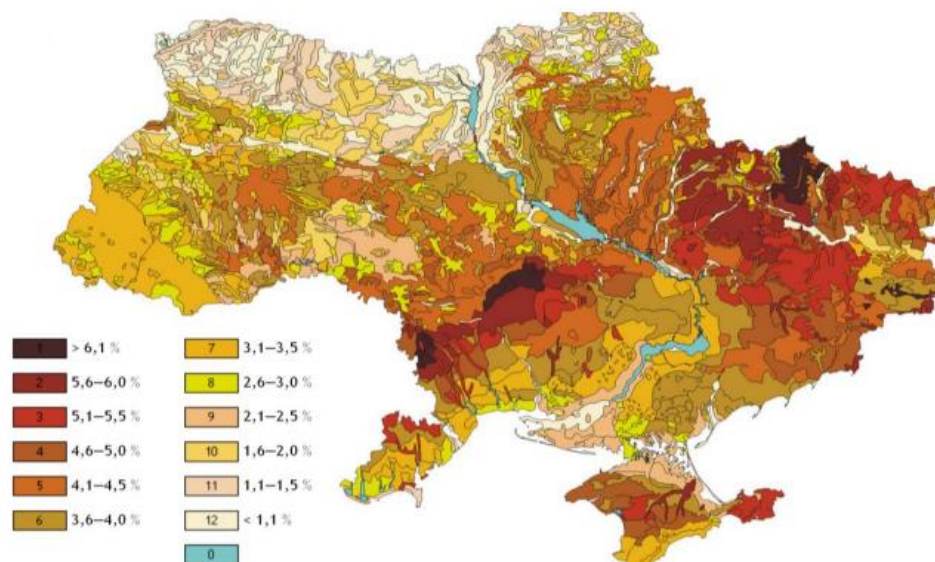 1 > 6,1 %
2 5,6–6,0 %
3 5,1–5,5 %
4 4,6–5,0 %
5 4,1–4,5 %
6 3,6–4,0 %
7 3,1–3,5 %
8 2,6–3,0 %
9 2,1–2,5 %
10 1,6–2,0 %
11 1,1–1,5 %
12 < 1,1 %
0